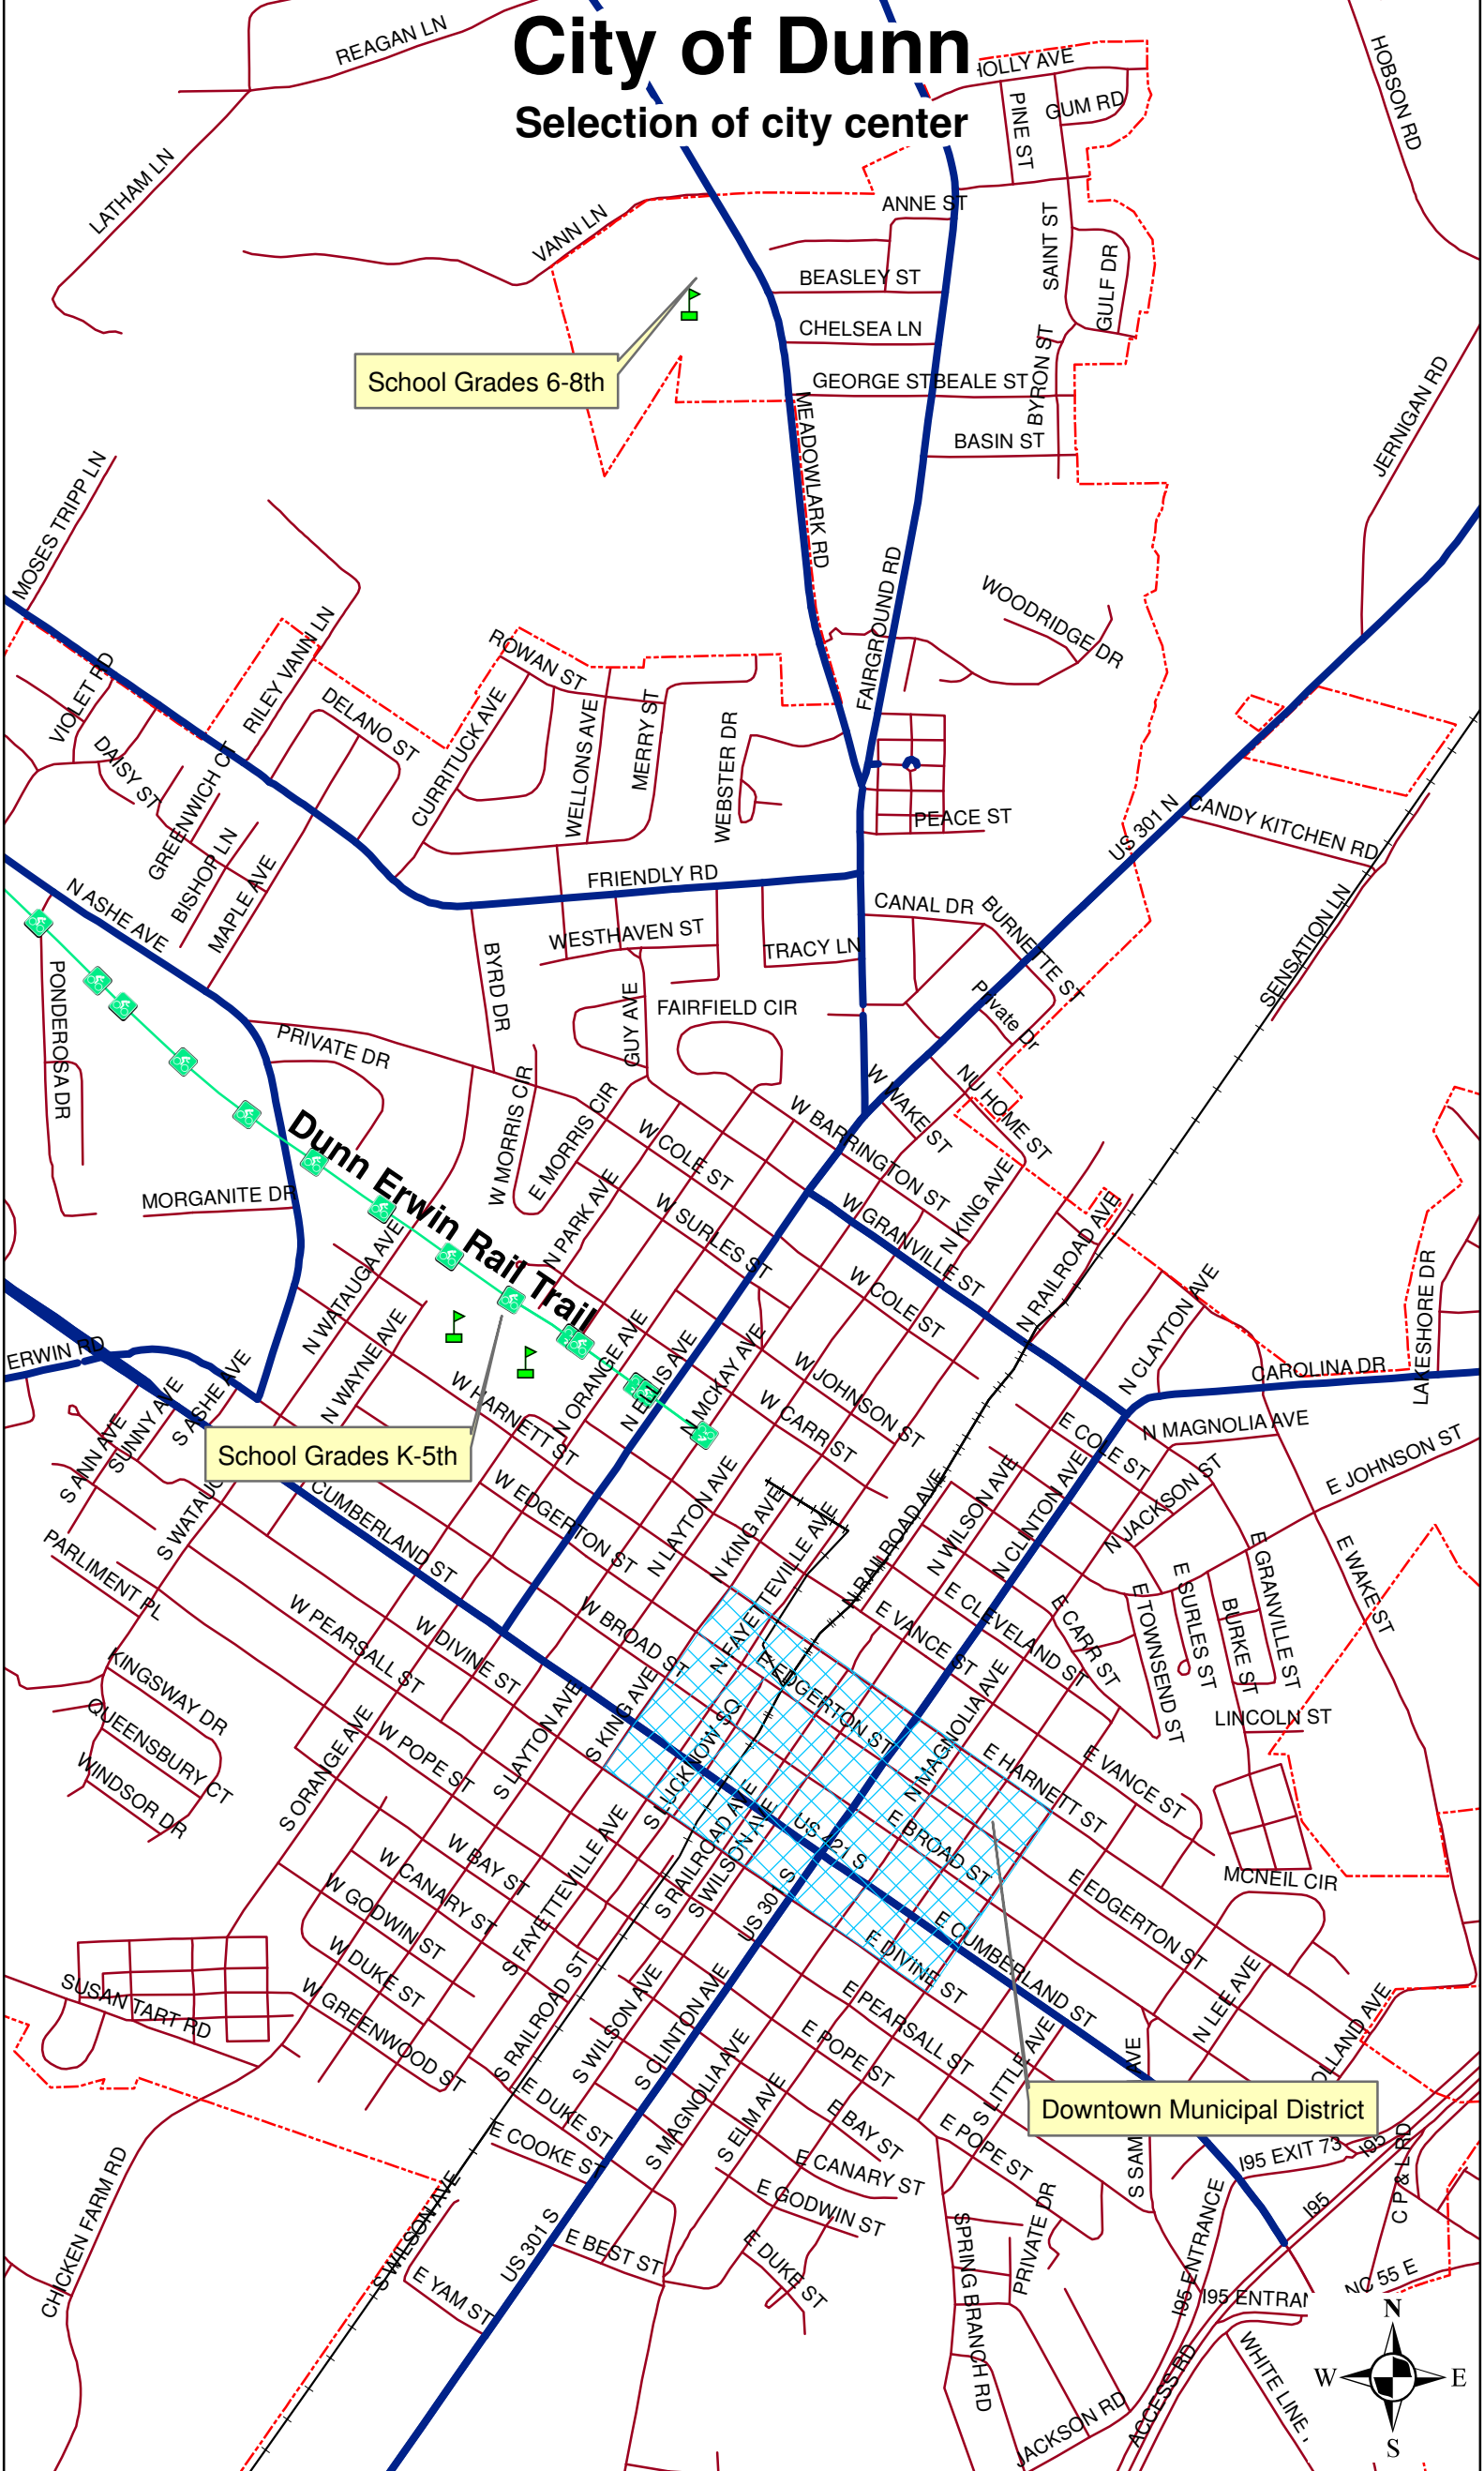 City of Dunn
Selection of city center
REAGAN LN
HOLLY AVE
HOBSON RD
PINE ST
GUM RD
LATHAM LN
VANN LN
ANNE ST
SAINT ST
GULF DR
BEASLEY ST
CHELSEA LN
BYRON ST
School Grades 6-8th
GEORGE ST
BEALE ST
JERNIGAN RD
MEADOWLARK RD
BASIN ST
MOSES TRIPP LN
FAIRGROUND RD
WOODRIDGE DR
ROWAN ST
RILEY VANN LN
VIOLET RD
DELANO ST
CURRITUCK AVE
WELLONS AVE
MERRY ST
WEBSTER DR
DAISY ST
GREENWICH CT
PEACE ST
US 301 N
CANDY KITCHEN RD
BISHOP LN
MAPLE AVE
FRIENDLY RD
N ASHE AVE
CANAL DR
BURNETTE ST
WESTHAVEN ST
TRACY LN
SENSATION LN
BYRD DR
PONDEROSA DR
GUY AVE
FAIRFIELD CIR
Private Dr
PRIVATE DR
W WAKE ST
NU HOME ST
W MORRIS CIR
E MORRIS CIR
W BARRINGTON ST
W COLE ST
Dunn Erwin Rail Trail
MORGANITE DR
N PARK AVE
W SURLES ST
W GRANVILLE ST
N KING AVE
N RAILROAD AVE
N WATAUGA AVE
W COLE ST
N CLAYTON AVE
LAKESHORE DR
ERWIN RD
N WAYNE AVE
N ORANGE AVE
N ELLIS AVE
N MCKAY AVE
W JOHNSON ST
CAROLINA DR
S ASHE AVE
SUNNY AVE
S ANN AVE
W HARNETT ST
W CARR ST
E COLE ST
N MAGNOLIA AVE
School Grades K-5th
E JOHNSON ST
S WATAUG
CUMBERLAND ST
W EDGERTON ST
N LAYTON AVE
N KING AVE
N FAYETTEVILLE AVE
N RAILROAD AVE
N WILSON AVE
N CLINTON AVE
N JACKSON ST
PARLIMENT PL
E GRANVILLE ST
E WAKE ST
W PEARSALL ST
W DIVINE ST
W BROAD ST
E VANCE ST
E CLEVELAND ST
E CARR ST
E TOWNSEND ST
E SURLES ST
BURKE ST
KINGSWAY DR
QUEENSBURY CT
WINDSOR DR
S KING AVE
E EDGERTON ST
LINCOLN ST
S ORANGE AVE
W POPE ST
S LAYTON AVE
S LUCKNOW SQ
N MAGNOLIA AVE
E HARNETT ST
E VANCE ST
W BAY ST
W CANARY ST
W GODWIN ST
W DUKE ST
W GREENWOOD ST
S FAYETTEVILLE AVE
S RAILROAD AVE
S WILSON AVE
US 421 S
US 301 S
E BROAD ST
MCNEIL CIR
E EDGERTON ST
E DIVINE ST
E CUMBERLAND ST
SUSAN TART RD
S RAILROAD ST
S WILSON AVE
S CLINTON AVE
E PEARSALL ST
E POPE ST
N LEE AVE
OLLAND AVE
S LITTLE AVE
AVE
Downtown Municipal District
E DUKE ST
E COOKE ST
S MAGNOLIA AVE
S ELM AVE
E BAY ST
E POPE ST
S SAM
I95 EXIT 73
I95
C P & L RD
E CANARY ST
E GODWIN ST
CHICKEN FARM RD
S WILSON AVE
US 301 S
E BEST ST
E DUKE ST
SPRING BRANCH RD
PRIVATE DR
I95 ENTRANCE
I95
I95 ENTRAN
NC 55 E
E YAM ST
ACCESS RD
JACKSON RD
WHITE LINE
N
W
E
S